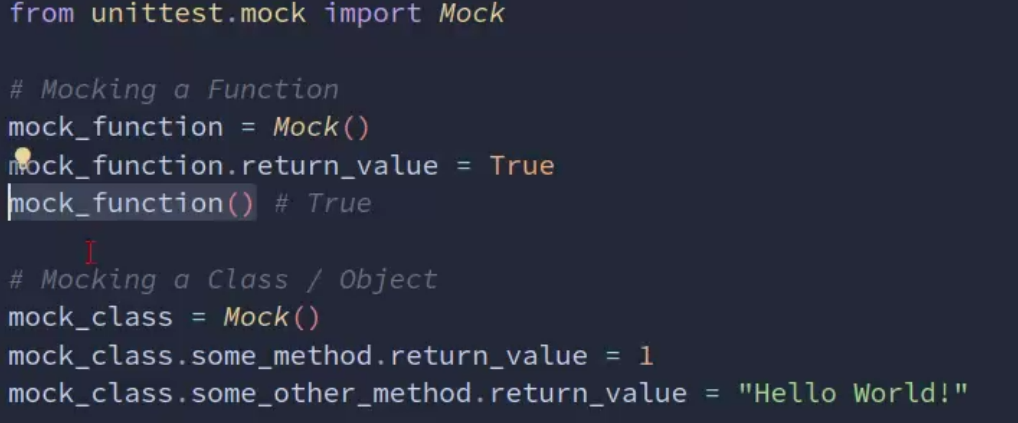 from unittest.mock import Mock
# Mocking a Function
mock_function = Mock()
mock_function.return_value = True
mock_function() # True
# Mocking a Class / Object
mock_class = Mock()
mock_class.some_method.return_value = 1
mock_class.some_other_method.return_value = "Hello World!"